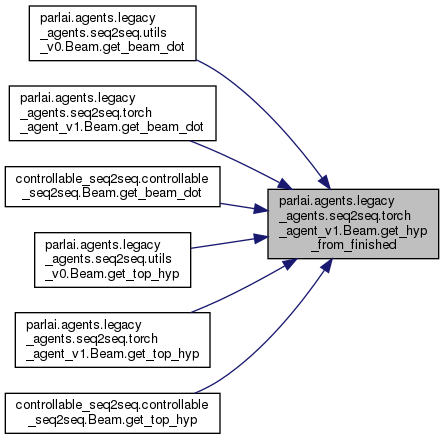 parlai.agents.legacy
_agents.seq2seq.utils
_v0.Beam.get_beam_dot
parlai.agents.legacy
_agents.seq2seq.torch
_agent_v1.Beam.get_beam_dot
controllable_seq2seq.controllable
_seq2seq.Beam.get_beam_dot
parlai.agents.legacy
_agents.seq2seq.utils
_v0.Beam.get_top_hyp
parlai.agents.legacy
_agents.seq2seq.torch
_agent_v1.Beam.get_top_hyp
controllable_seq2seq.controllable
_seq2seq.Beam.get_top_hyp
parlai.agents.legacy
_agents.seq2seq.torch
_agent_v1.Beam.get_hyp
_from_finished